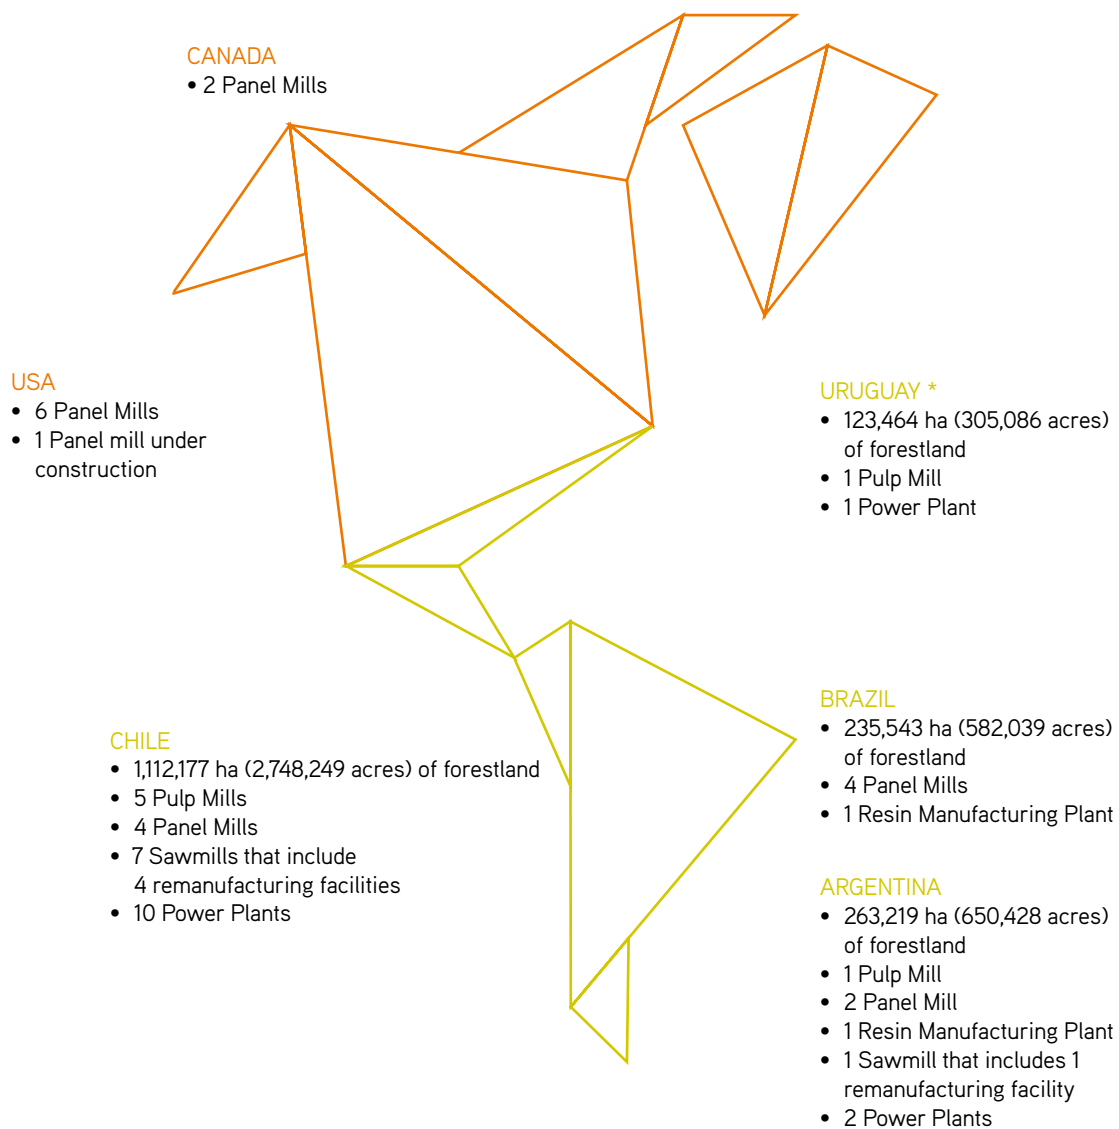 CANADA
• 2 Panel Mills
USA
• 6 Panel Mills
• 1 Panel mill under
construction
URUGUAY *
• 123,464 ha (305,086 acres)
of forestland
• 1 Pulp Mill
• 1 Power Plant
CHILE
• 1,112,177 ha (2,748,249 acres) of forestland
• 5 Pulp Mills
• 4 Panel Mills
• 7 Sawmills that include
4 remanufacturing facilities
• 10 Power Plants
BRAZIL
• 235,543 ha (582,039 acres)
of forestland
• 4 Panel Mills
• 1 Resin Manufacturing Plant
ARGENTINA
• 263,219 ha (650,428 acres)
of forestland
• 1 Pulp Mill
• 2 Panel Mill
• 1 Resin Manufacturing Plant
• 1 Sawmill that includes 1
remanufacturing facility
• 2 Power Plants